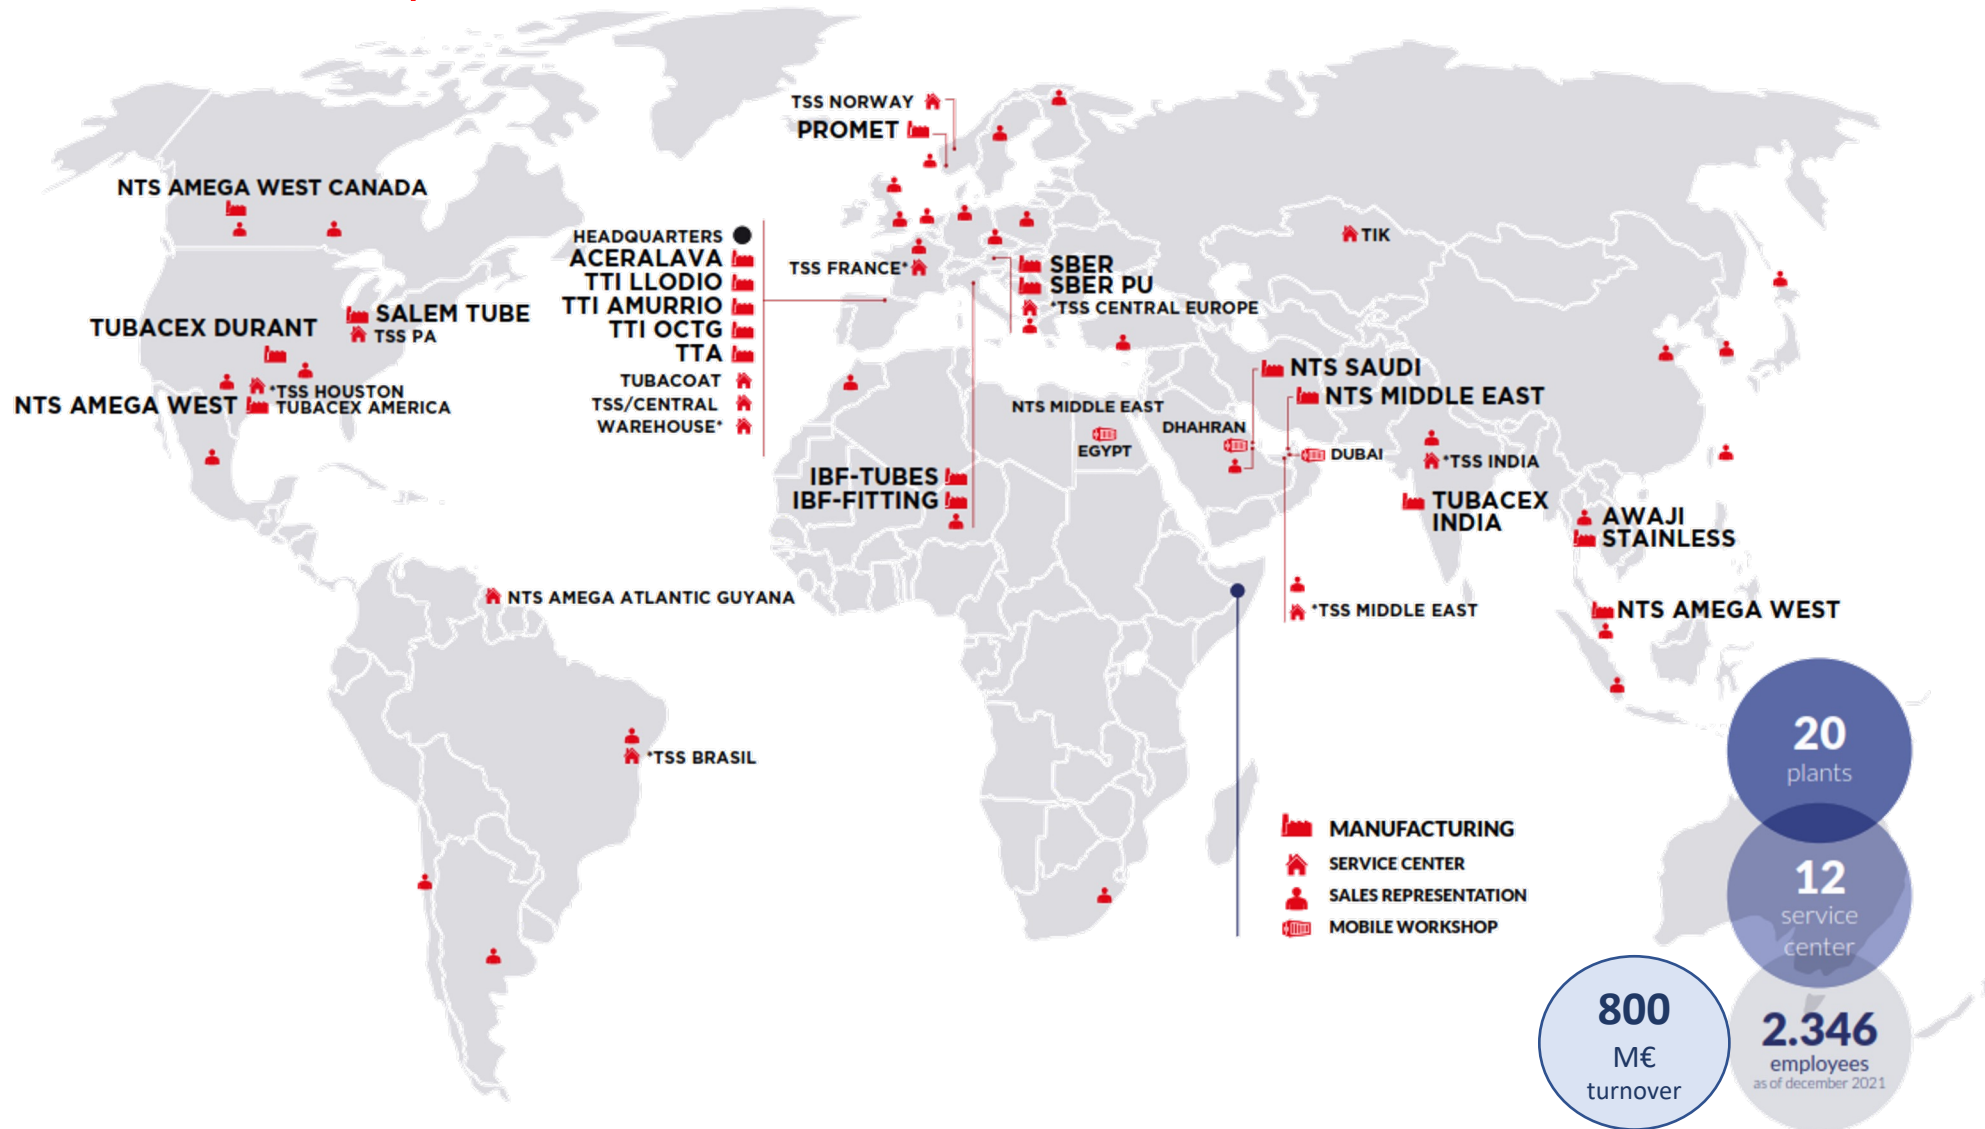 TSS NORWAY
PROMET
NTS AMEGA WEST CANADA
HEADQUARTERS
ACERALAVA
TTI LLODIO
TTI AMURRIO
TTI OCTG
TTA
TUBACOAT
TSS/CENTRAL
WAREHOUSE*
TSS FRANCE*
SBER
SBER PU
*TSS CENTRAL EUROPE
TIK
SALEM TUBE
TSS PA
TUBACEX DURANT
*TSS HOUSTON
NTS AMEGA WEST
TUBACEX AMERICA
NTS SAUDI
NTS MIDDLE EAST
NTS MIDDLE EAST
EGYPT
DHAHRAN
DUBAI
*TSS INDIA
TUBACEX
INDIA
IBF-TUBES
IBF-FITTING
AWAJI
STAINLESS
NTS AMEGA ATLANTIC GUYANA
*TSS MIDDLE EAST
NTS AMEGA WEST
*TSS BRASIL
MANUFACTURING
SERVICE CENTER
SALES REPRESENTATION
MOBILE WORKSHOP
20
plants
12
service
center
800
M€
turnover
2.346
employees
as of december 2021